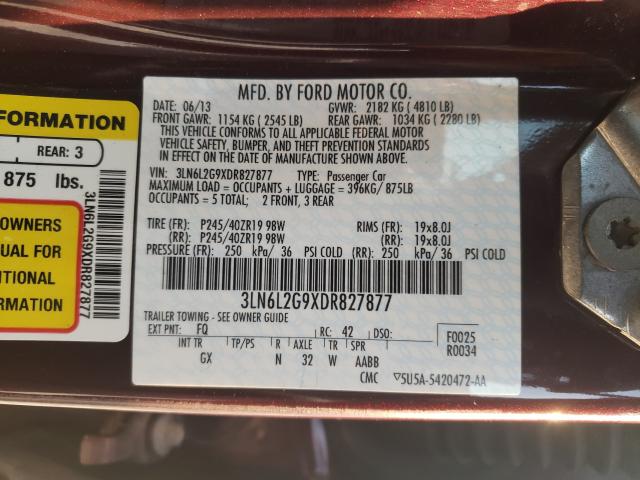 FORMATION
REAR: 3
875 lbs.
OWNERS
UAL FOR
ITIONAL
MATION
3LN6L2G9XDR827877
MFD. BY FORD MOTOR CO.
DATE: 06/13 GVWR: 2182 KG ( 4810 LB)
FRONT GAWR: 1154 KG ( 2545 LB) REAR GAWR: 1034 KG ( 2280 LB)
THIS VEHICLE CONFORMS TO ALL APPLICABLE FEDERAL MOTOR
VEHICLE SAFETY, BUMPER, AND THEFT PREVENTION STANDARDS
IN EFFECT ON THE DATE OF MANUFACTURE SHOWN ABOVE.
VIN: 3LN6L2G9XDR827877 TYPE: Passenger Car
MAXIMUM LOAD = OCCUPANTS + LUGGAGE = 396KG/ 875LB
OCCUPANTS = 5 TOTAL; 2 FRONT, 3 REAR
TIRE (FR): P245/40ZR19 98W RIMS (FR): 19x8.0J
(RR): P245/40ZR19 98W (RR): 19x8.0J
PRESSURE (FR): 250 kPa/ 36 PSI COLD (RR): 250 kPa/ 36 PSI COLD
3LN6L2G9XDR827877
TRAILER TOWING - SEE OWNER GUIDE
EXT PNT: FQ RC: 42 DSO: F0025
R0034
INT TR TP/PS R AXLE TR SPR
GX N 32 W AABB
CMC ▽5U5A-5420472-AA